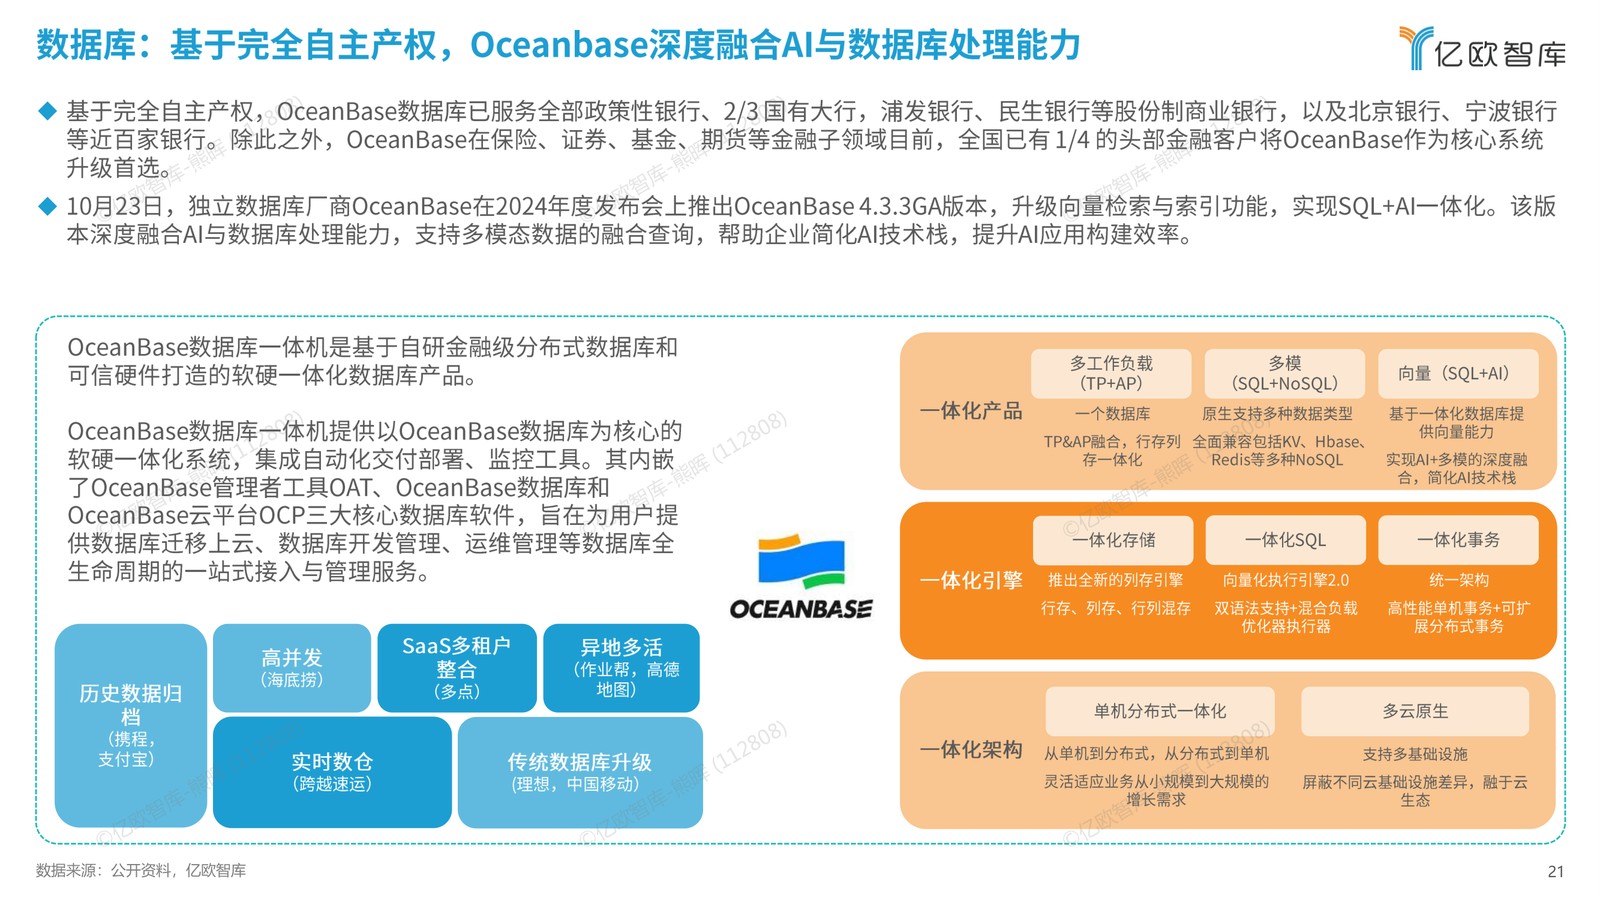 数据库：基于完全自主产权，Oceanbase深度融合AI与数据库处理能力
亿欧智库
◆ 基于完全自主产权，OceanBase数据库已服务全部政策性银行、2/3 国有大行，浦发银行、民生银行等股份制商业银行，以及北京银行、宁波银行
等近百家银行。除此之外，OceanBase在保险、证券、基金、期货等金融子领域目前，全国已有 1/4 的头部金融客户将OceanBase作为核心系统
升级首选。
◆ 10月23日，独立数据库厂商OceanBase在2024年度发布会上推出OceanBase 4.3.3GA版本，升级向量检索与索引功能，实现SQL+AI一体化。该版
本深度融合AI与数据库处理能力，支持多模态数据的融合查询，帮助企业简化AI技术栈，提升AI应用构建效率。
OceanBase数据库一体机是基于自研金融级分布式数据库和
可信硬件打造的软硬一体化数据库产品。
OceanBase数据库一体机提供以OceanBase数据库为核心的
软硬一体化系统，集成自动化交付部署、监控工具。其内嵌
了OceanBase管理者工具OAT、OceanBase数据库和
OceanBase云平台OCP三大核心数据库软件，旨在为用户提
供数据库迁移上云、数据库开发管理、运维管理等数据库全
生命周期的一站式接入与管理服务。
历史数据归
档
（携程，
支付宝）
高并发
（海底捞）
SaaS多租户
整合
（多点）
异地多活
（作业帮，高德
地图）
实时数仓
（跨越速运）
传统数据库升级
（理想，中国移动）
OCEANBASE
一体化产品
多工作负载
（TP+AP）
一个数据库
TP&AP融合，行存列
存一体化
多模
（SQL+NoSQL）
原生支持多种数据类型
全面兼容包括KV、Hbase、
Redis等多种NoSQL
向量（SQL+AI）
基于一体化数据库提
供向量能力
实现AI+多模的深度融
合，简化AI技术栈
一体化引擎
一体化存储
推出全新的列存引擎
行存、列存、行列混存
一体化SQL
向量化执行引擎2.0
双语法支持+混合负载
优化器执行器
一体化事务
统一架构
高性能单机事务+可扩
展分布式事务
一体化架构
单机分布式一体化
从单机到分布式，从分布式到单机
灵活适应业务从小规模到大规模的
增长需求
多云原生
支持多基础设施
屏蔽不同云基础设施差异，融于云
生态
数据来源：公开资料，亿欧智库
21
©亿欧智库-熊晖 (112808)